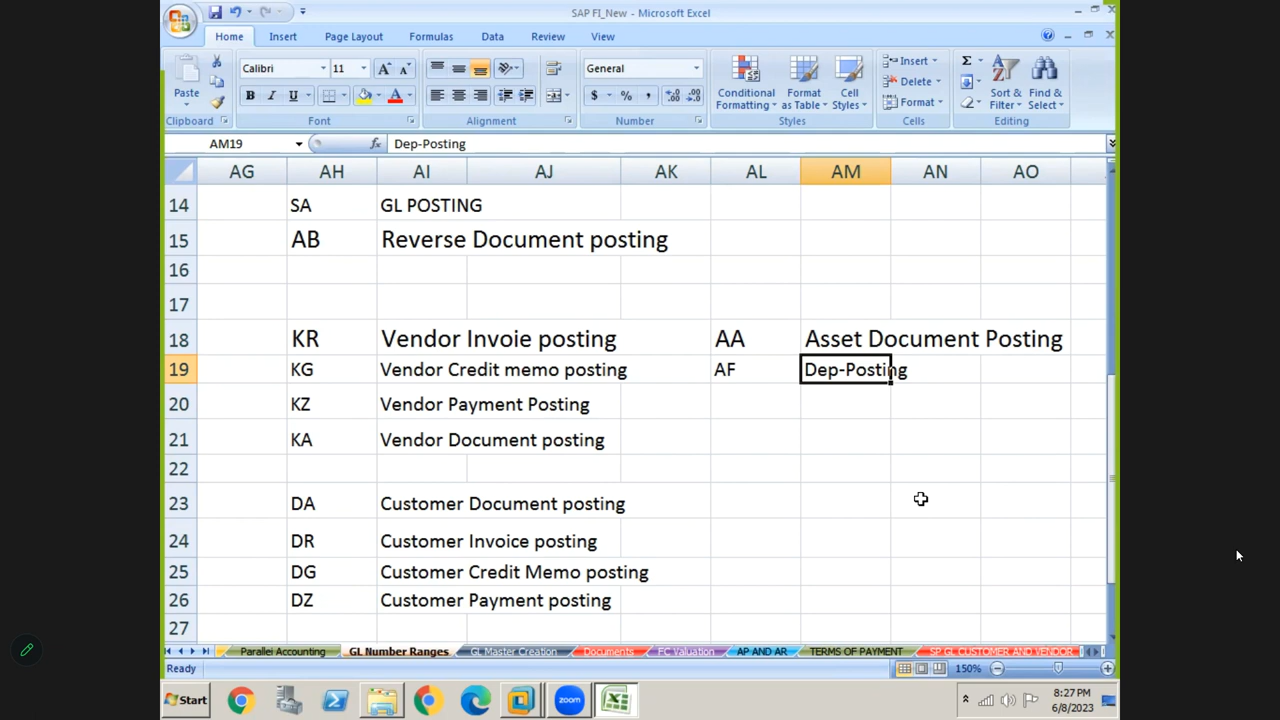 SAP FI_New - Microsoft Excel
Home Insert Page Layout Formulas Data Review View
Paste
Calibri 11
B I U
General
$ % ,
Conditional Formatting
Format as Table
Cell Styles
Insert
Delete
Format
Σ
Sort & Filter
Find & Select
Clipboard Font Alignment Number Styles Cells Editing
AM19 fx Dep-Posting
AG AH AI AJ AK AL AM AN AO
14 SA GL POSTING
15 AB Reverse Document posting
16
17
18 KR Vendor Invoie posting AA Asset Document Posting
19 KG Vendor Credit memo posting AF Dep-Posting
20 KZ Vendor Payment Posting
21 KA Vendor Document posting
22
23 DA Customer Document posting
24 DR Customer Invoice posting
25 DG Customer Credit Memo posting
26 DZ Customer Payment posting
27
Parallel Accounting GL Number Ranges GL Master Creation Documents FC Valuation AP AND AR TERMS OF PAYMENT SP GL CUSTOMER AND VENDOR
Ready 150%
Start zoom 8:27 PM
6/8/2023